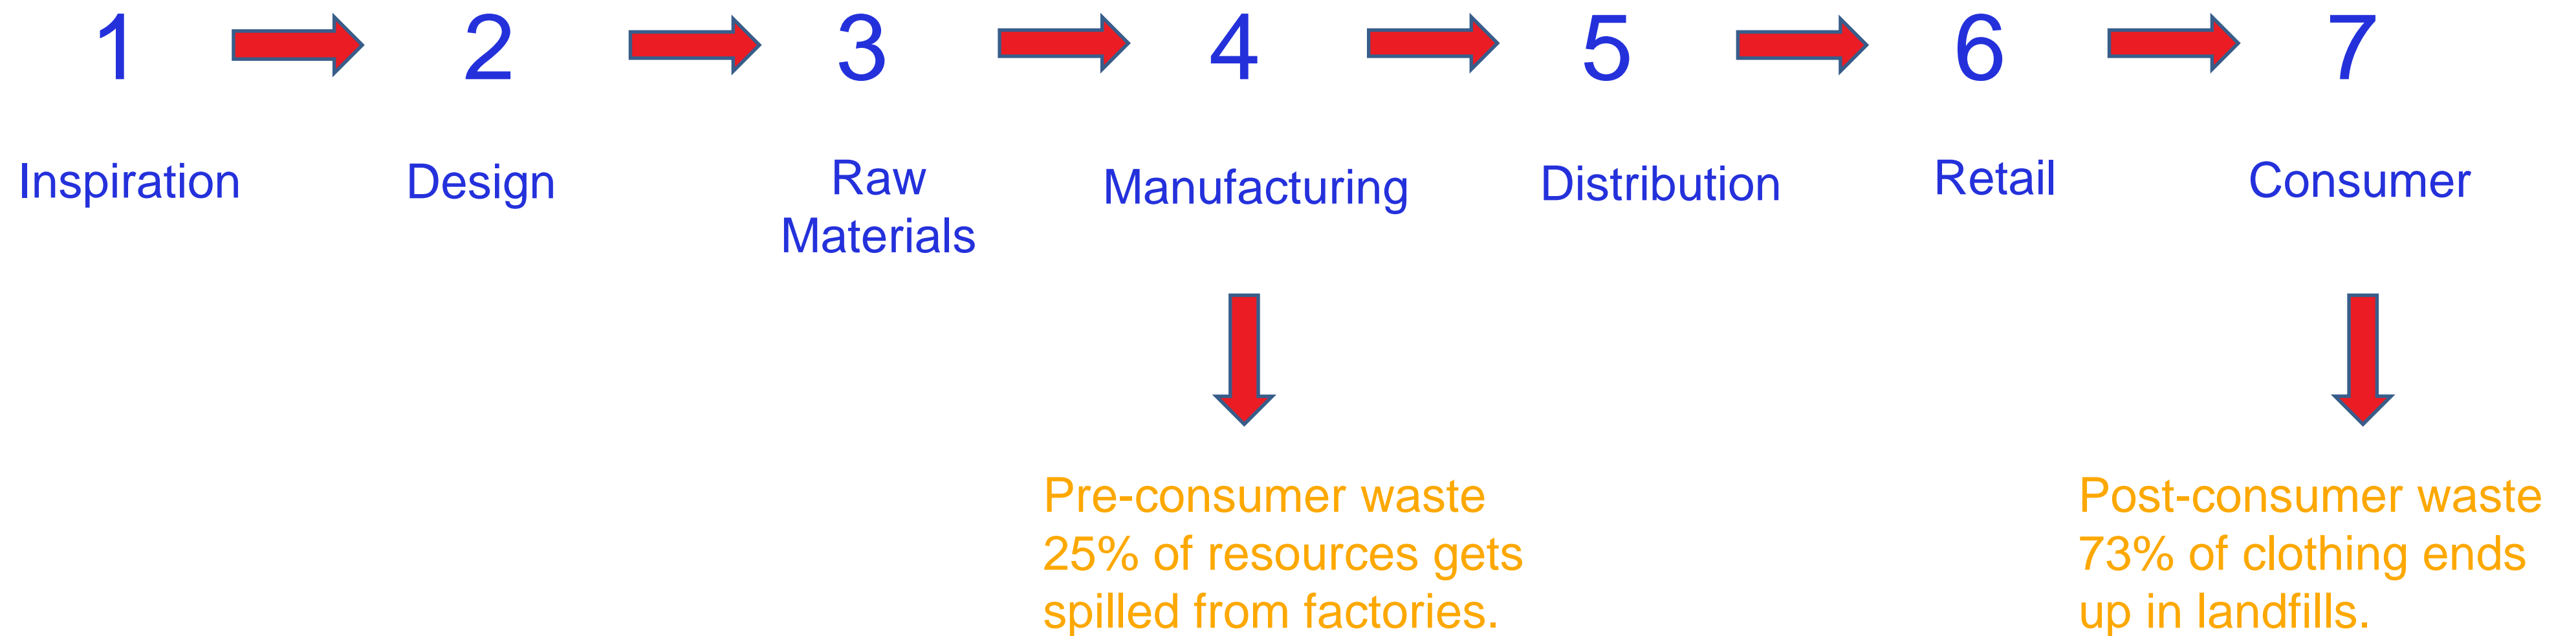 1 2 3 4 5 6 7
Inspiration Design Raw Manufacturing Distribution Retail Consumer
Materials
Pre-consumer waste
25% of resources gets
spilled from factories.
Post-consumer waste
73% of clothing ends
up in landfills.